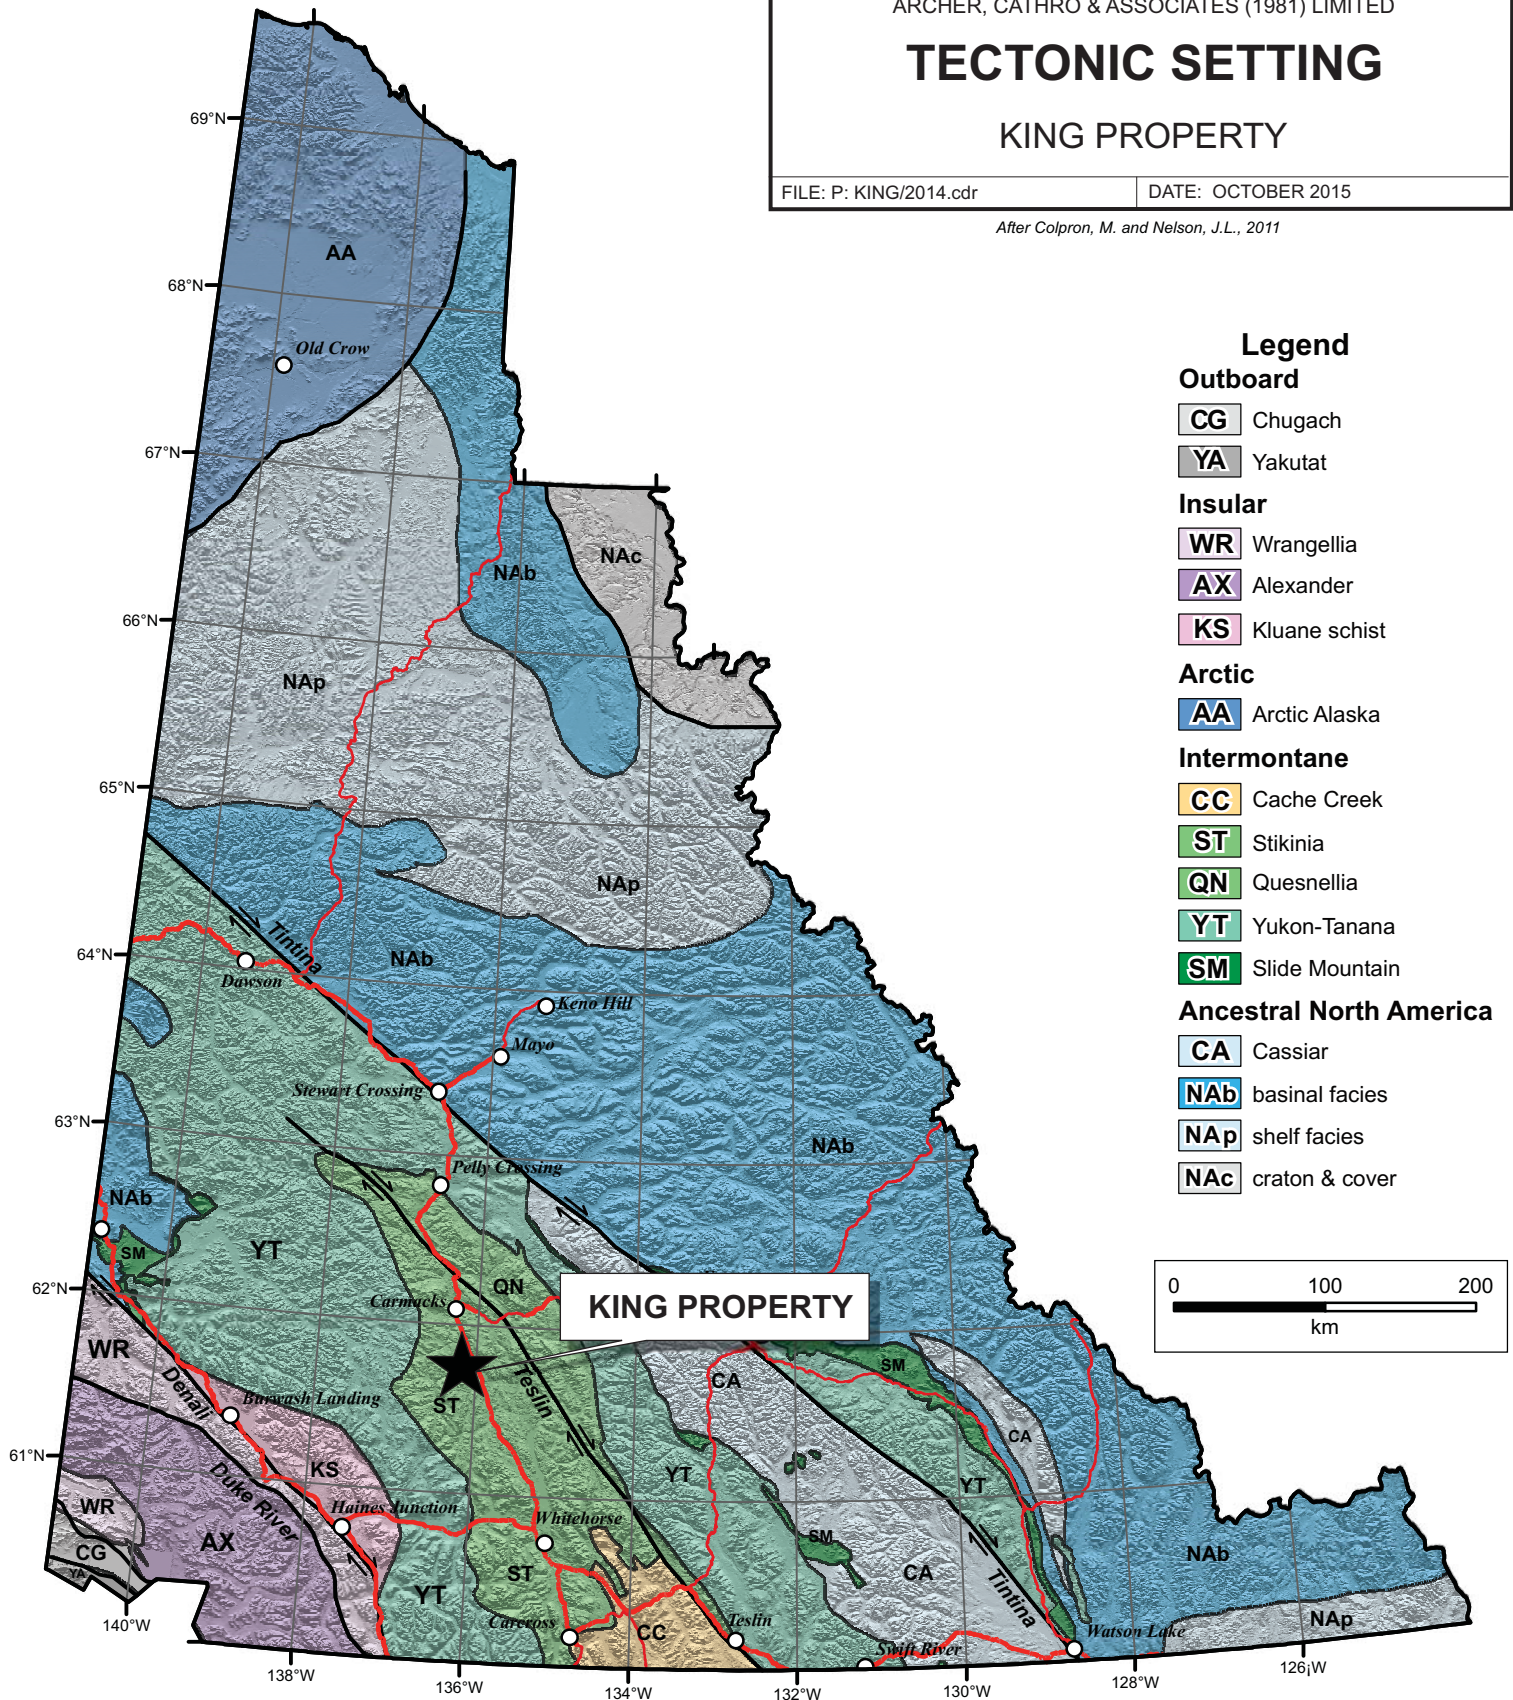 ARCHER, CATHRO & ASSOCIATES (1981) LIMITED
TECTONIC SETTING
KING PROPERTY
FILE: P: KING/2014.cdr
DATE: OCTOBER 2015
After Colpron, M. and Nelson, J.L., 2011
Legend
Outboard
CG Chugach
YA Yakutat
Insular
WR Wrangellia
AX Alexander
KS Kluane schist
Arctic
AA Arctic Alaska
Intermontane
CC Cache Creek
ST Stikinia
QN Quesnellia
YT Yukon-Tanana
SM Slide Mountain
Ancestral North America
CA Cassiar
NAb basinal facies
NAp shelf facies
NAc craton & cover
0 100 200
km
69°N
AA
68°N
Old Crow
67°N
NAc
NAb
66°N
NAp
65°N
NAp
Tintina
64°N
NAb
Dawson
Keno Hill
Mayo
Stewart Crossing
63°N
NAb
Pelly Crossing
NAb
SM
YT
62°N
QN
Carmacks
KING PROPERTY
WR
Denali
Burwash Landing
ST
Teslin
CA
SM
CA
61°N
KS
Duke River
YT
YT
WR
Haines Junction
Whitehorse
SM
AX
CG
YA
ST
YT
CA
NAb
Tintina
Carcross
CC
Teslin
Swift River
Watson Lake
NAp
140°W
138°W
136°W
134°W
132°W
130°W
128°W
126°W